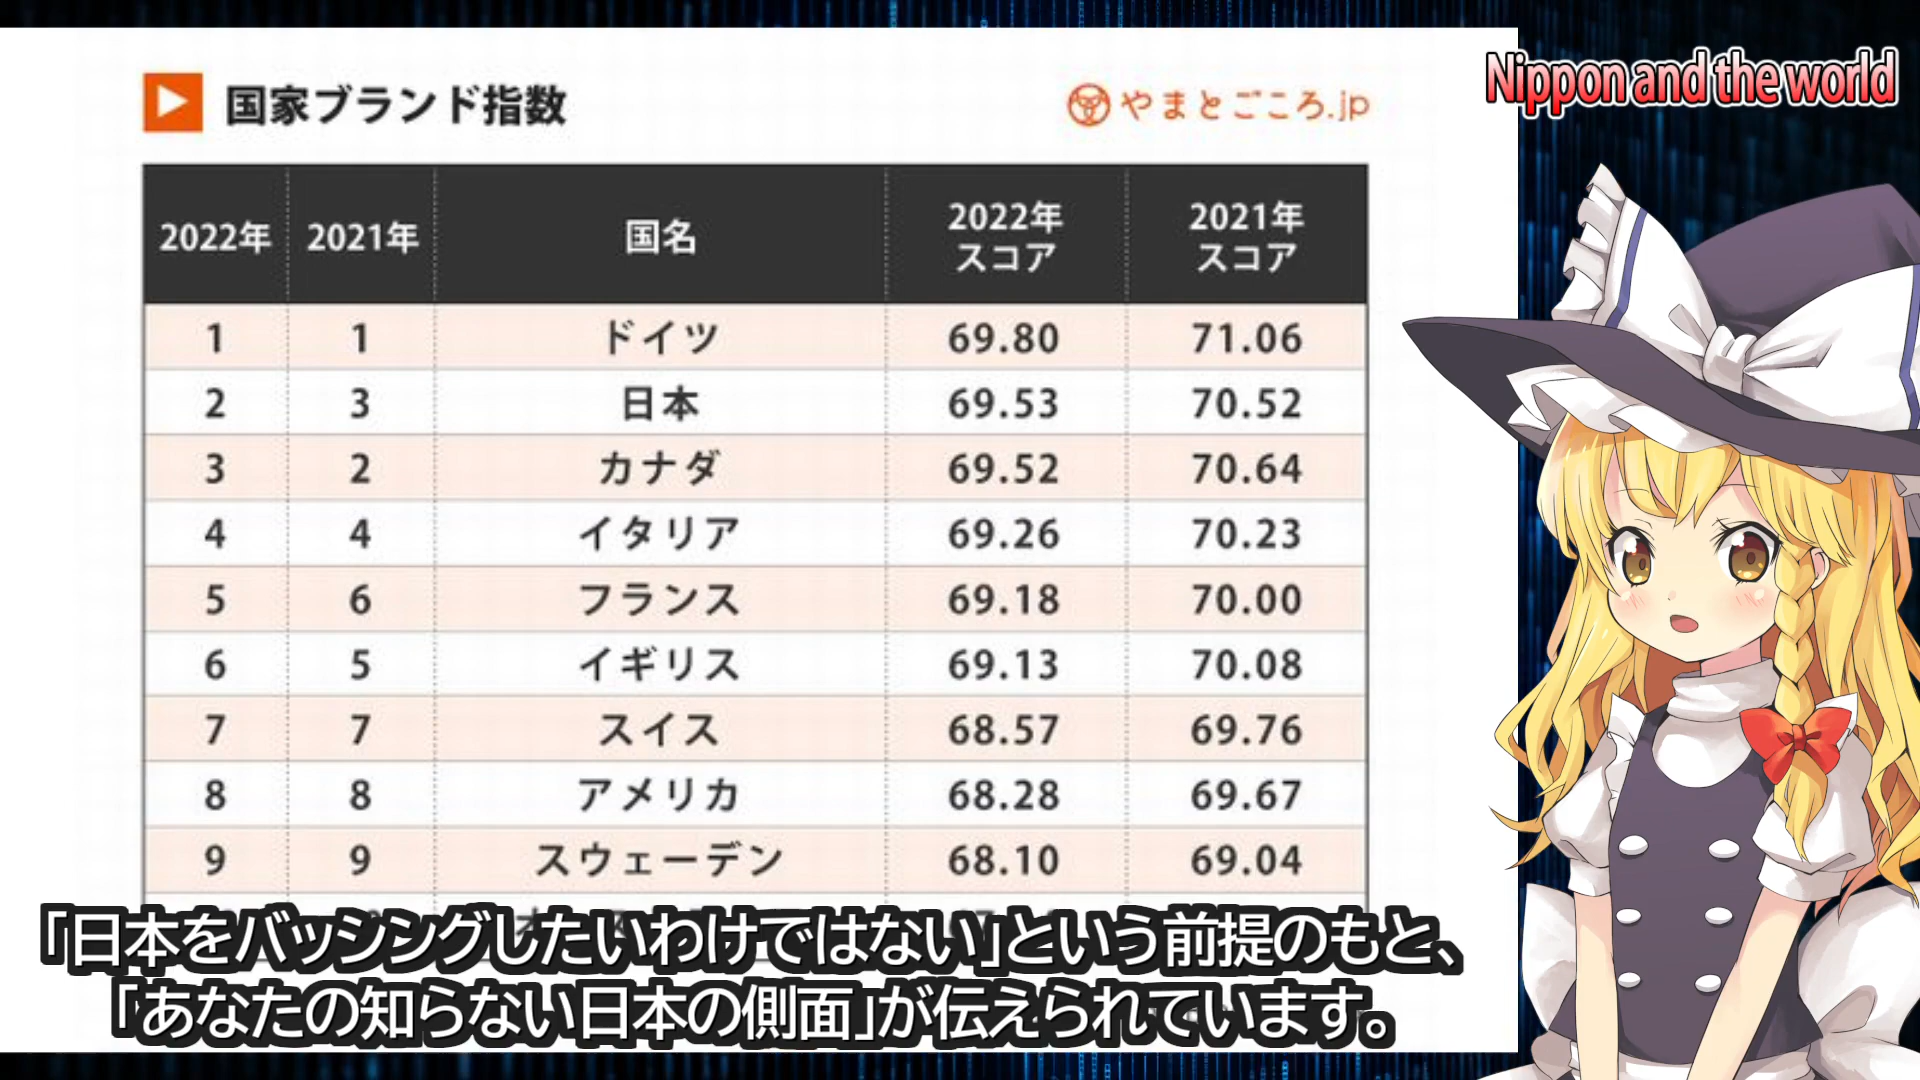 Nippon and the world
国家ブランド指数
やまとごころ.jp
2022年 2021年 国名 2022年スコア 2021年スコア
1 1 ドイツ 69.80 71.06
2 3 日本 69.53 70.52
3 2 カナダ 69.52 70.64
4 4 イタリア 69.26 70.23
5 6 フランス 69.18 70.00
6 5 イギリス 69.13 70.08
7 7 スイス 68.57 69.76
8 8 アメリカ 68.28 69.67
9 9 スウェーデン 68.10 69.04
「日本をバッシングしたいわけではない」という前提のもと、
「あなたの知らない日本の側面」が伝えられています。